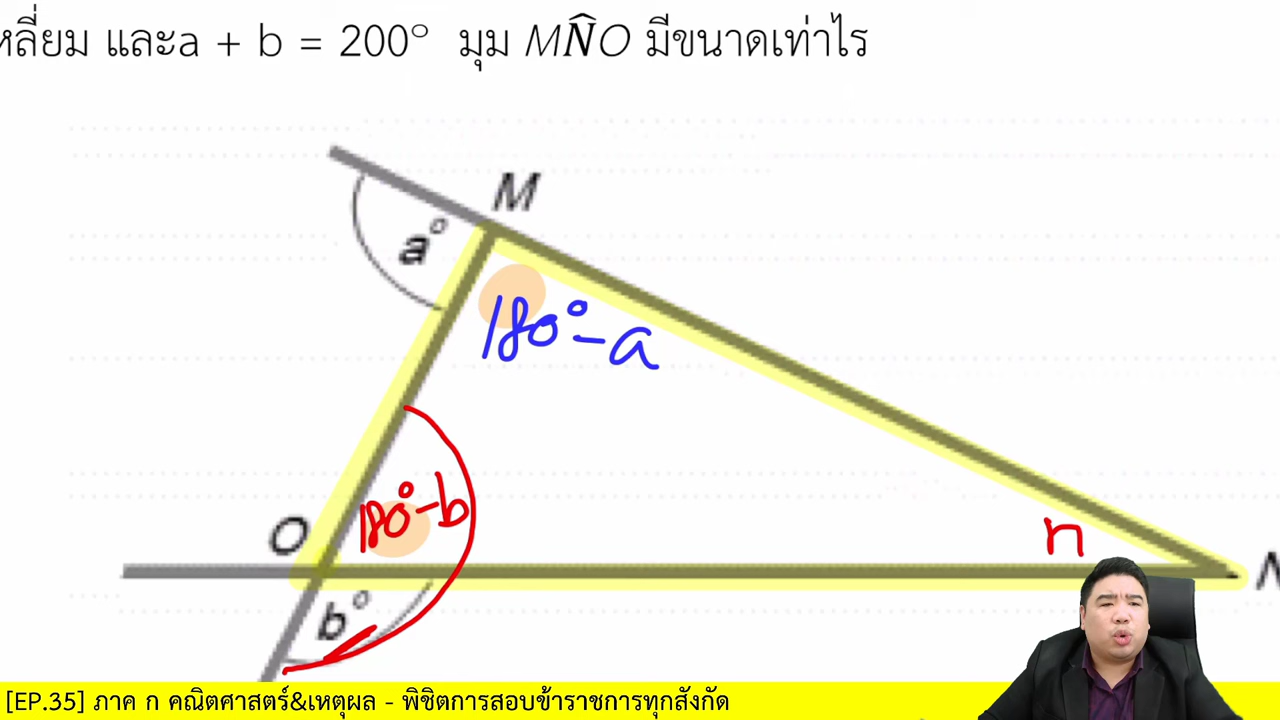 หลี่ยม และa + b = 200° มุม MN̂O มีขนาดเท่าไร
M
a°
180°-a
180°-b
O
n
N
b°
[EP.35] ภาค ก คณิตศาสตร์&เหตุผล - พิชิตการสอบข้าราชการทุกสังกัด